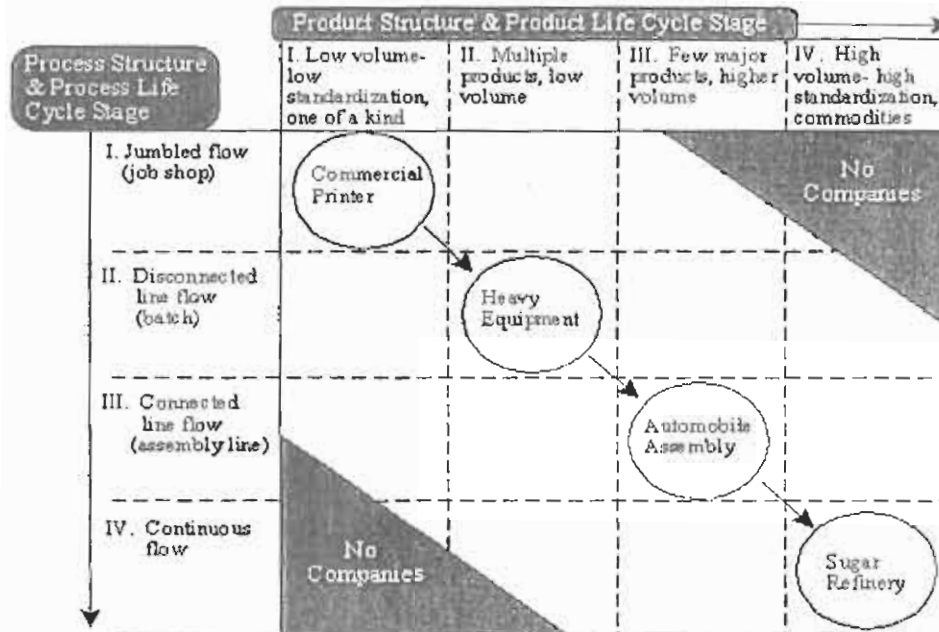 Product Structure & Product Life Cycle Stage
Process Structure
& Process Life
Cycle Stage
I. Low volume-
low
standardization,
one of a kind
II. Multiple
products, low
volume
III. Few major
products, higher
volume
IV. High
volume- high
standardization,
commodities
I. Jumbled flow
(job shop)
Commercial
Printer
No
Companies
II. Disconnected
line flow
(batch)
Heavy
Equipment
III. Connected
line flow
(assembly line)
Automobile
Assembly
IV. Continuous
flow
No
Companies
Sugar
Refinery